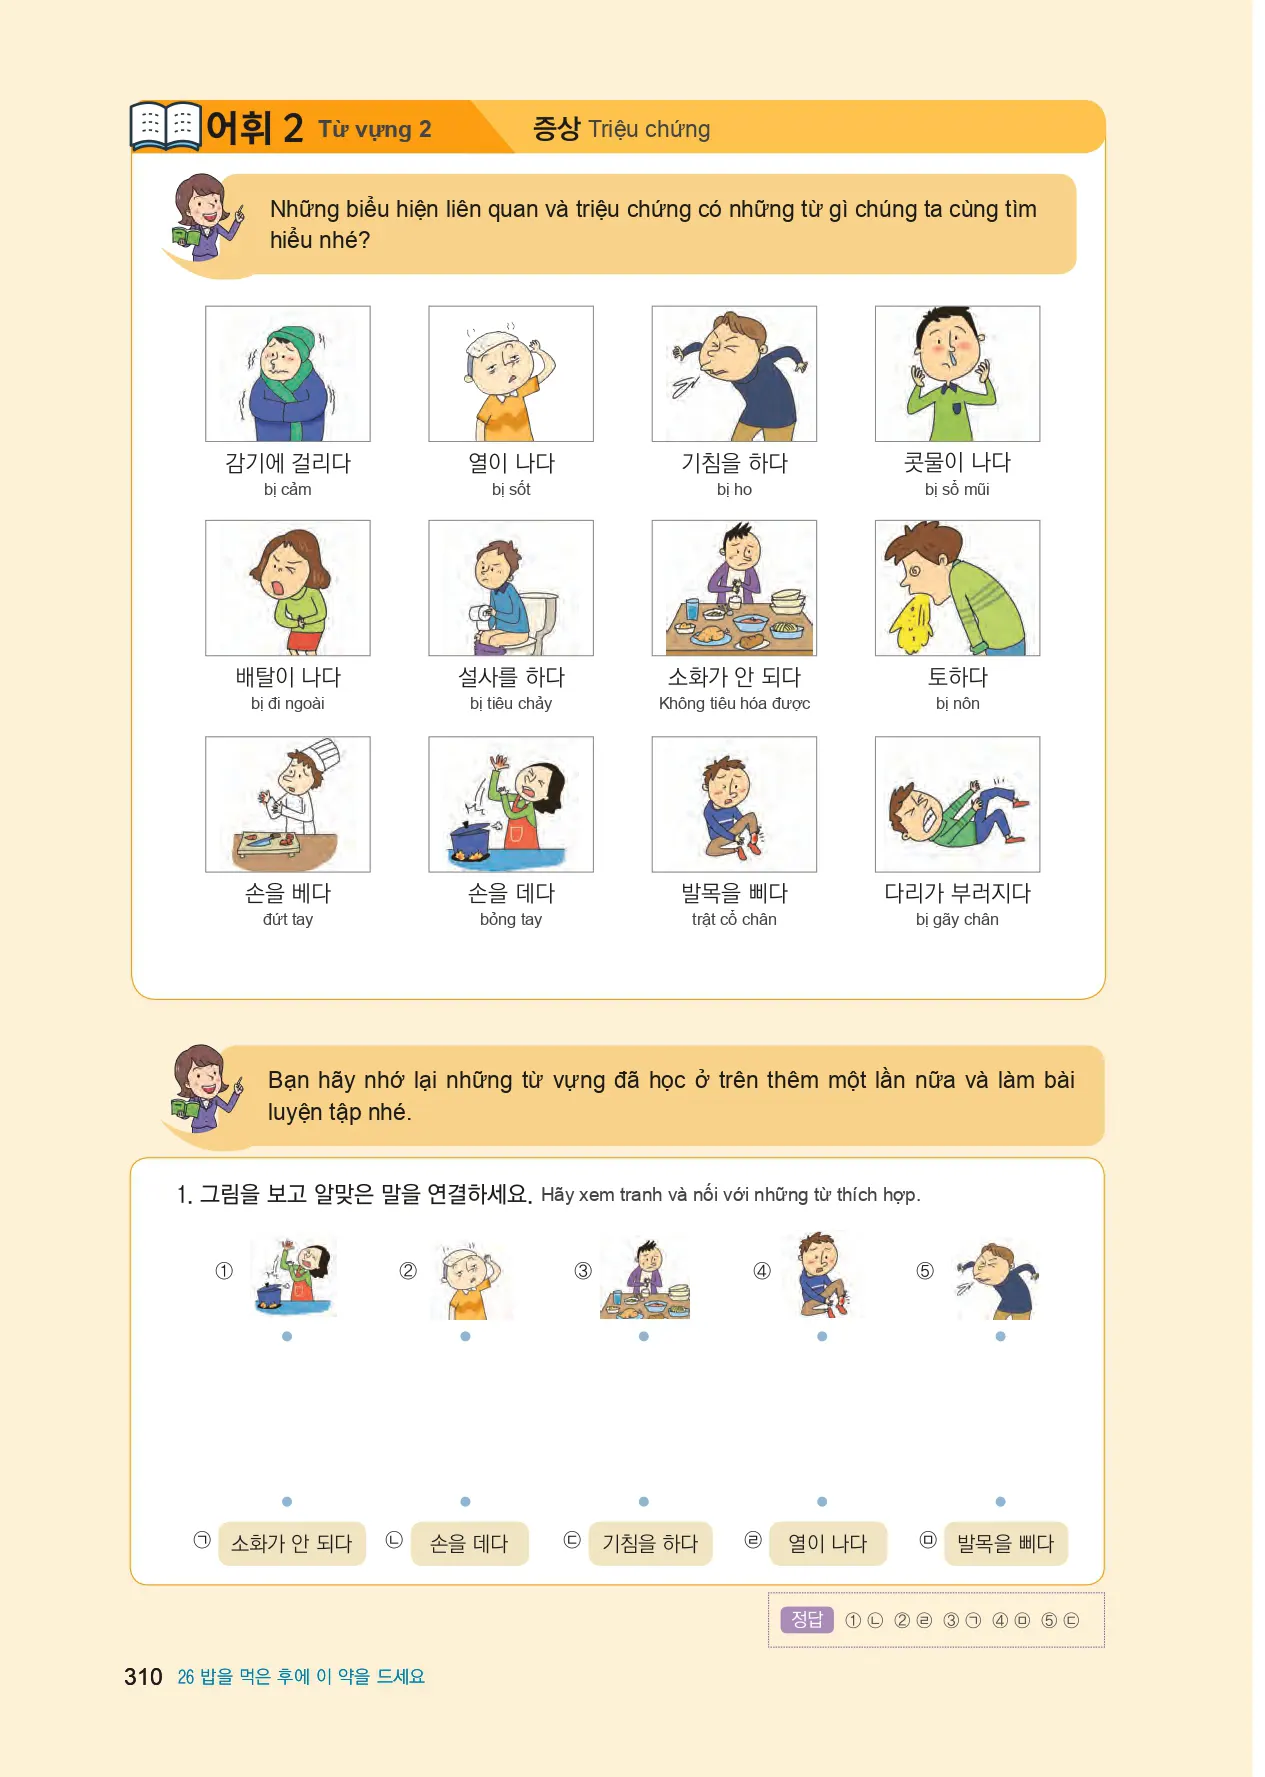 어휘 2 Từ vựng 2 증상 Triệu chứng
Những biểu hiện liên quan và triệu chứng có những từ gì chúng ta cùng tìm
hiểu nhé?
감기에 걸리다 열이 나다 기침을 하다 콧물이 나다
bị cảm bị sốt bị ho bị sổ mũi
배탈이 나다 설사를 하다 소화가 안 되다 토하다
bị đi ngoài bị tiêu chảy Không tiêu hóa được bị nôn
손을 베다 손을 데다 발목을 삐다 다리가 부러지다
đứt tay bỏng tay trật cổ chân bị gãy chân
Bạn hãy nhớ lại những từ vựng đã học ở trên thêm một lần nữa và làm bài
luyện tập nhé.
1. 그림을 보고 알맞은 말을 연결하세요. Hãy xem tranh và nối với những từ thích hợp.
① ② ③ ④ ⑤
㉠ 소화가 안 되다 ㉡ 손을 데다 ㉢ 기침을 하다 ㉣ 열이 나다 ㉤ 발목을 삐다
정답 ① ㉡ ② ㉣ ③ ㉠ ④ ㉤ ⑤ ㉢
310 26 밥을 먹은 후에 이 약을 드세요